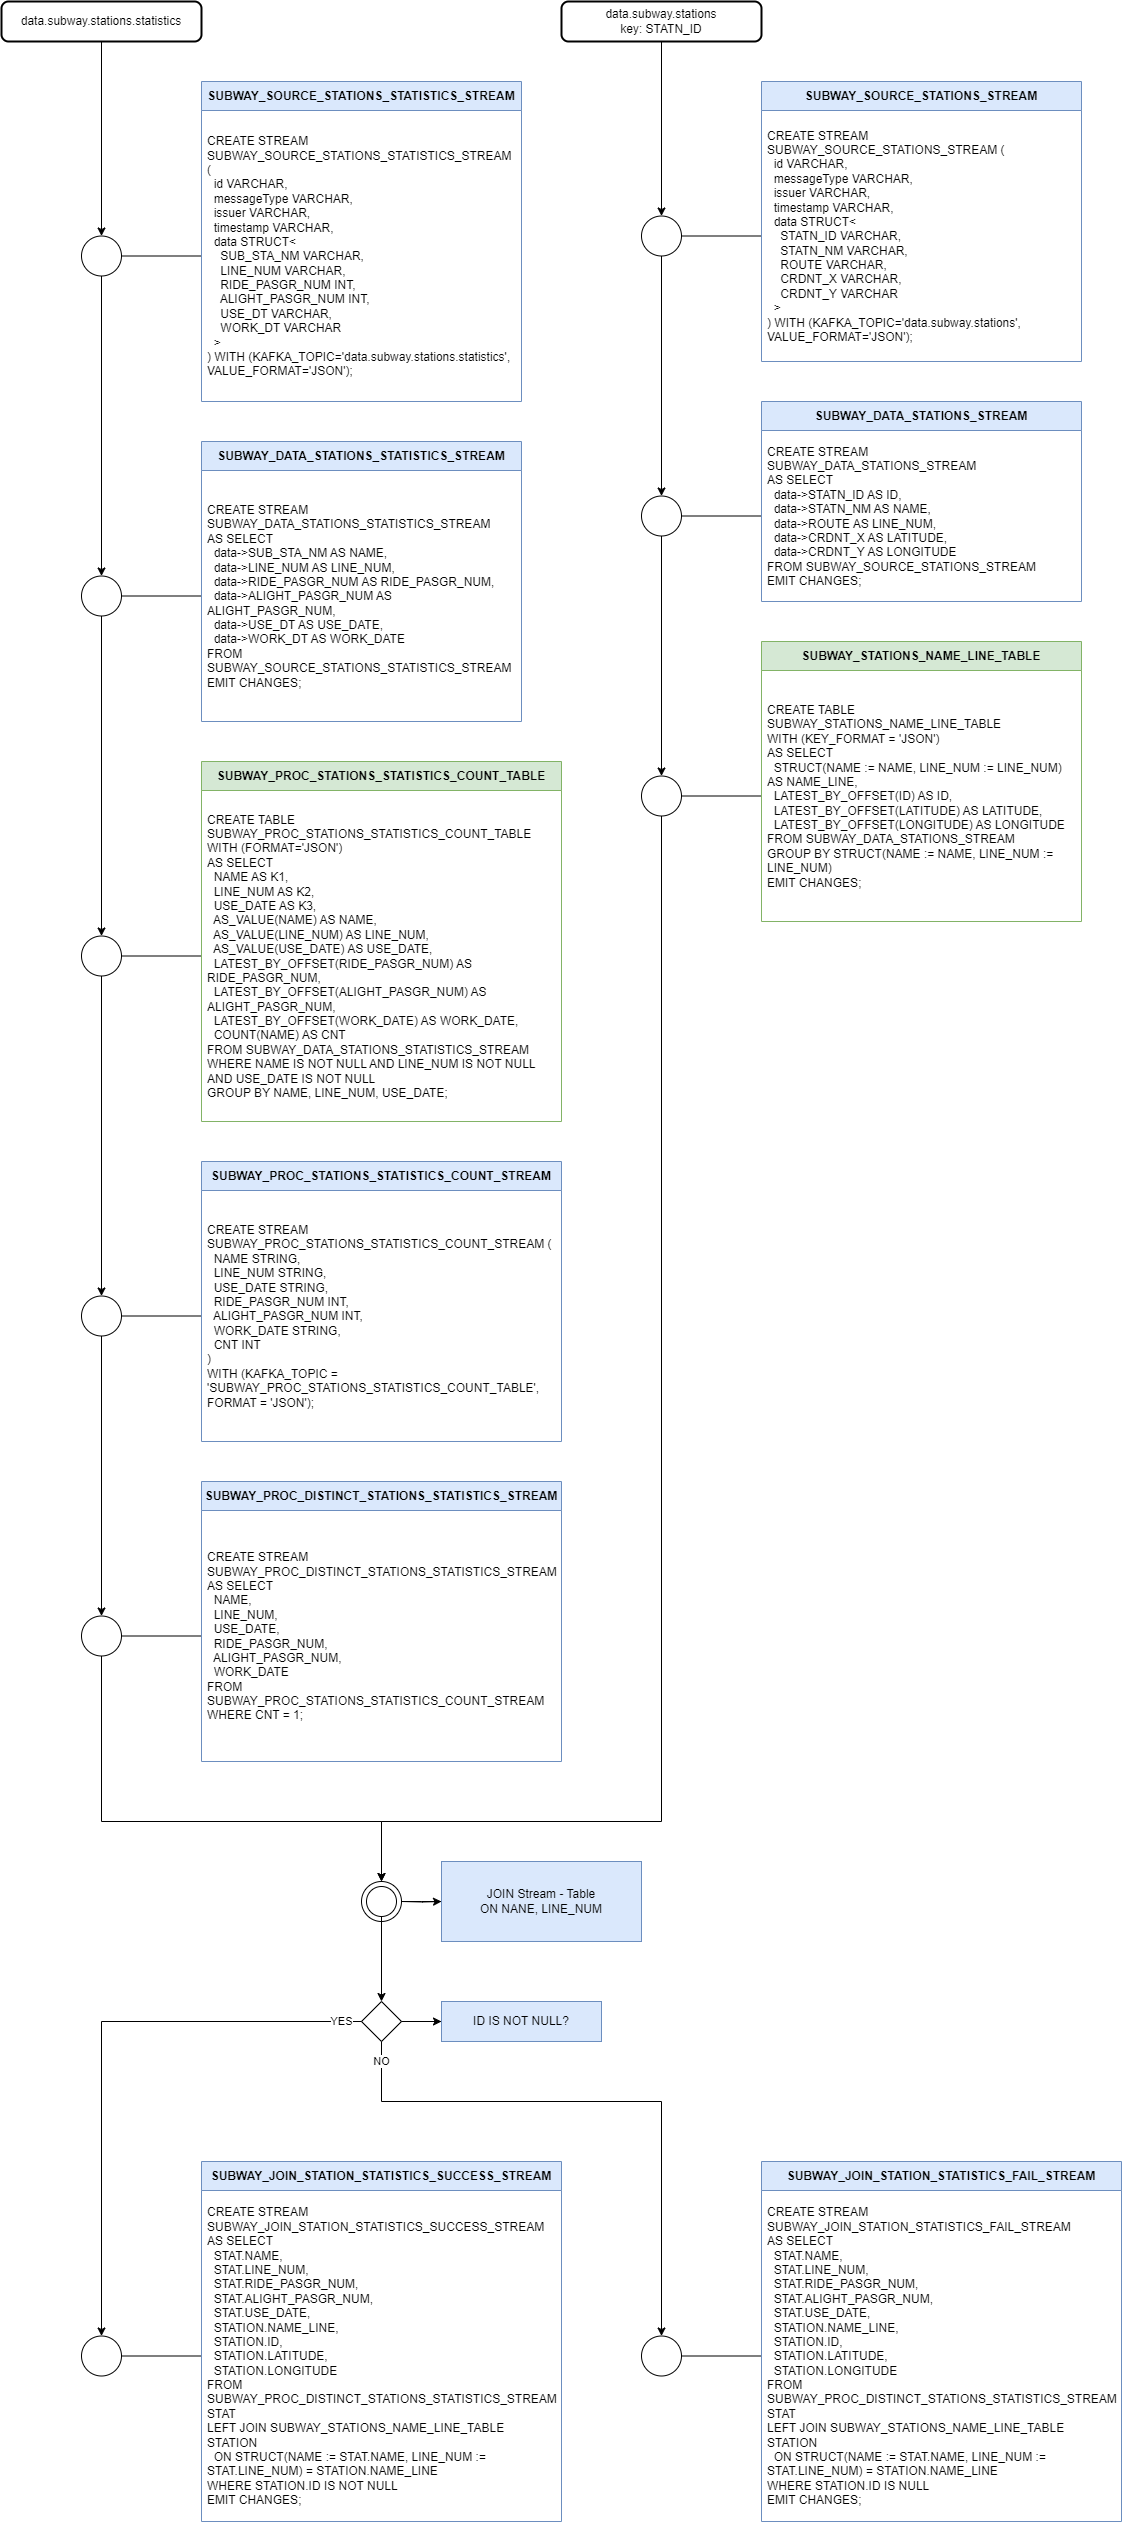 data.subway.stations.statistics
data.subway.stations
key: STATN_ID
SUBWAY_SOURCE_STATIONS_STATISTICS_STREAM
CREATE STREAM
SUBWAY_SOURCE_STATIONS_STATISTICS_STREAM
(
id VARCHAR,
messageType VARCHAR,
issuer VARCHAR,
timestamp VARCHAR,
data STRUCT<
SUB_STA_NM VARCHAR,
LINE_NUM VARCHAR,
RIDE_PASGR_NUM INT,
ALIGHT_PASGR_NUM INT,
USE_DT VARCHAR,
WORK_DT VARCHAR
>
) WITH (KAFKA_TOPIC='data.subway.stations.statistics',
VALUE_FORMAT='JSON');
SUBWAY_SOURCE_STATIONS_STREAM
CREATE STREAM
SUBWAY_SOURCE_STATIONS_STREAM (
id VARCHAR,
messageType VARCHAR,
issuer VARCHAR,
timestamp VARCHAR,
data STRUCT<
STATN_ID VARCHAR,
STATN_NM VARCHAR,
ROUTE VARCHAR,
CRDNT_X VARCHAR,
CRDNT_Y VARCHAR
>
) WITH (KAFKA_TOPIC='data.subway.stations',
VALUE_FORMAT='JSON');
SUBWAY_DATA_STATIONS_STATISTICS_STREAM
CREATE STREAM
SUBWAY_DATA_STATIONS_STATISTICS_STREAM
AS SELECT
data->SUB_STA_NM AS NAME,
data->LINE_NUM AS LINE_NUM,
data->RIDE_PASGR_NUM AS RIDE_PASGR_NUM,
data->ALIGHT_PASGR_NUM AS
ALIGHT_PASGR_NUM,
data->USE_DT AS USE_DATE,
data->WORK_DT AS WORK_DATE
FROM
SUBWAY_SOURCE_STATIONS_STATISTICS_STREAM
EMIT CHANGES;
SUBWAY_DATA_STATIONS_STREAM
CREATE STREAM
SUBWAY_DATA_STATIONS_STREAM
AS SELECT
data->STATN_ID AS ID,
data->STATN_NM AS NAME,
data->ROUTE AS LINE_NUM,
data->CRDNT_X AS LATITUDE,
data->CRDNT_Y AS LONGITUDE
FROM SUBWAY_SOURCE_STATIONS_STREAM
EMIT CHANGES;
SUBWAY_STATIONS_NAME_LINE_TABLE
CREATE TABLE
SUBWAY_STATIONS_NAME_LINE_TABLE
WITH (KEY_FORMAT = 'JSON')
AS SELECT
STRUCT(NAME := NAME, LINE_NUM := LINE_NUM)
AS NAME_LINE,
LATEST_BY_OFFSET(ID) AS ID,
LATEST_BY_OFFSET(LATITUDE) AS LATITUDE,
LATEST_BY_OFFSET(LONGITUDE) AS LONGITUDE
FROM SUBWAY_DATA_STATIONS_STREAM
GROUP BY STRUCT(NAME := NAME, LINE_NUM :=
LINE_NUM)
EMIT CHANGES;
SUBWAY_PROC_STATIONS_STATISTICS_COUNT_TABLE
CREATE TABLE
SUBWAY_PROC_STATIONS_STATISTICS_COUNT_TABLE
WITH (FORMAT='JSON')
AS SELECT
NAME AS K1,
LINE_NUM AS K2,
USE_DATE AS K3,
AS_VALUE(NAME) AS NAME,
AS_VALUE(LINE_NUM) AS LINE_NUM,
AS_VALUE(USE_DATE) AS USE_DATE,
LATEST_BY_OFFSET(RIDE_PASGR_NUM) AS
RIDE_PASGR_NUM,
LATEST_BY_OFFSET(ALIGHT_PASGR_NUM) AS
ALIGHT_PASGR_NUM,
LATEST_BY_OFFSET(WORK_DATE) AS WORK_DATE,
COUNT(NAME) AS CNT
FROM SUBWAY_DATA_STATIONS_STATISTICS_STREAM
WHERE NAME IS NOT NULL AND LINE_NUM IS NOT NULL
AND USE_DATE IS NOT NULL
GROUP BY NAME, LINE_NUM, USE_DATE;
SUBWAY_PROC_STATIONS_STATISTICS_COUNT_STREAM
CREATE STREAM
SUBWAY_PROC_STATIONS_STATISTICS_COUNT_STREAM (
NAME STRING,
LINE_NUM STRING,
USE_DATE STRING,
RIDE_PASGR_NUM INT,
ALIGHT_PASGR_NUM INT,
WORK_DATE STRING,
CNT INT
)
WITH (KAFKA_TOPIC =
'SUBWAY_PROC_STATIONS_STATISTICS_COUNT_TABLE',
FORMAT = 'JSON');
SUBWAY_PROC_DISTINCT_STATIONS_STATISTICS_STREAM
CREATE STREAM
SUBWAY_PROC_DISTINCT_STATIONS_STATISTICS_STREAM
AS SELECT
NAME,
LINE_NUM,
USE_DATE,
RIDE_PASGR_NUM,
ALIGHT_PASGR_NUM,
WORK_DATE
FROM
SUBWAY_PROC_STATIONS_STATISTICS_COUNT_STREAM
WHERE CNT = 1;
JOIN Stream - Table
ON NANE, LINE_NUM
YES
ID IS NOT NULL?
NO
SUBWAY_JOIN_STATION_STATISTICS_SUCCESS_STREAM
CREATE STREAM
SUBWAY_JOIN_STATION_STATISTICS_SUCCESS_STREAM
AS SELECT
STAT.NAME,
STAT.LINE_NUM,
STAT.RIDE_PASGR_NUM,
STAT.ALIGHT_PASGR_NUM,
STAT.USE_DATE,
STATION.NAME_LINE,
STATION.ID,
STATION.LATITUDE,
STATION.LONGITUDE
FROM
SUBWAY_PROC_DISTINCT_STATIONS_STATISTICS_STREAM
STAT
LEFT JOIN SUBWAY_STATIONS_NAME_LINE_TABLE
STATION
ON STRUCT(NAME := STAT.NAME, LINE_NUM :=
STAT.LINE_NUM) = STATION.NAME_LINE
WHERE STATION.ID IS NOT NULL
EMIT CHANGES;
SUBWAY_JOIN_STATION_STATISTICS_FAIL_STREAM
CREATE STREAM
SUBWAY_JOIN_STATION_STATISTICS_FAIL_STREAM
AS SELECT
STAT.NAME,
STAT.LINE_NUM,
STAT.RIDE_PASGR_NUM,
STAT.ALIGHT_PASGR_NUM,
STAT.USE_DATE,
STATION.NAME_LINE,
STATION.ID,
STATION.LATITUDE,
STATION.LONGITUDE
FROM
SUBWAY_PROC_DISTINCT_STATIONS_STATISTICS_STREAM
STAT
LEFT JOIN SUBWAY_STATIONS_NAME_LINE_TABLE
STATION
ON STRUCT(NAME := STAT.NAME, LINE_NUM :=
STAT.LINE_NUM) = STATION.NAME_LINE
WHERE STATION.ID IS NULL
EMIT CHANGES;